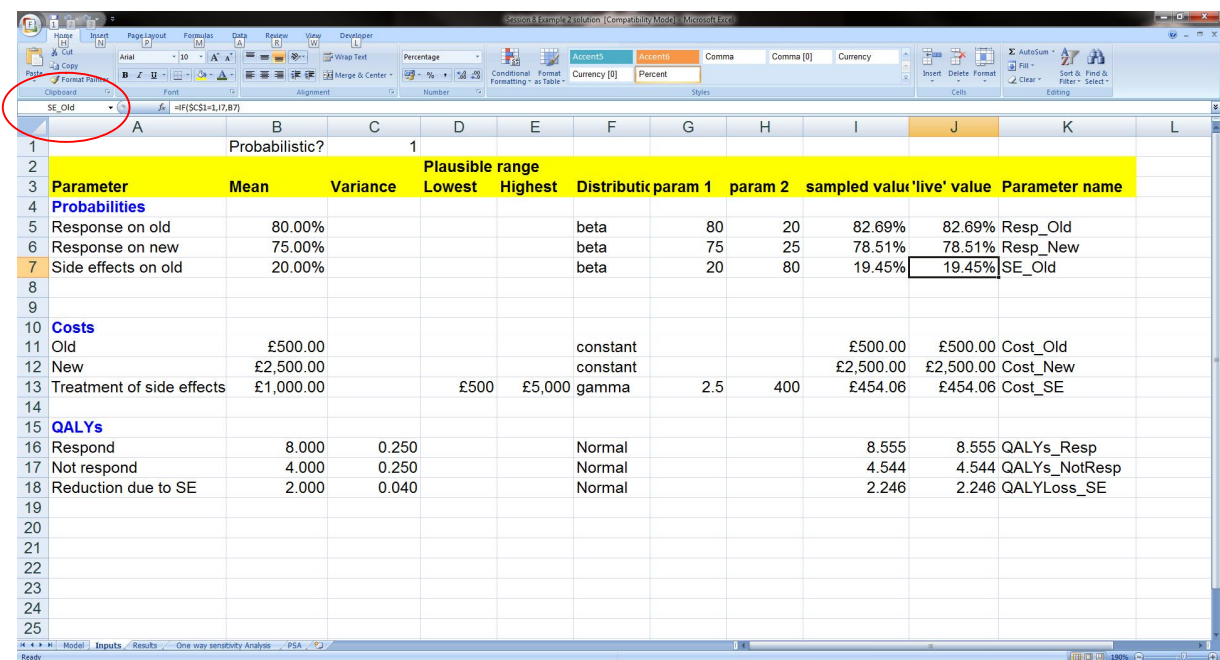 Session 8 Example 2 solution [Compatibility Mode] - Microsoft Excel
Home Insert Page Layout Formulas Data Review View Developer
H N P M A R W L
Paste Cut Copy Format Painter
Arial 10
B I U
Wrap Text
Merge & Center
Percentage
Conditional Formatting Format as Table
Accent5 Accent6 Comma Comma [0] Currency
Currency [0] Percent
Insert Delete Format
Σ AutoSum Fill Clear
Sort & Filter Find & Select
Clipboard Font Alignment Number Styles Cells Editing
SE_Old fx =IF($C$1=1,I7,B7)
A B C D E F G H I J K L
1 Probabilistic? 1
2 Plausible range
3 Parameter Mean Variance Lowest Highest Distributic param 1 param 2 sampled value 'live' value Parameter name
4 Probabilities
5 Response on old 80.00% beta 80 20 82.69% 82.69% Resp_Old
6 Response on new 75.00% beta 75 25 78.51% 78.51% Resp_New
7 Side effects on old 20.00% beta 20 80 19.45% 19.45% SE_Old
8
9
10 Costs
11 Old £500.00 constant £500.00 £500.00 Cost_Old
12 New £2,500.00 constant £2,500.00 £2,500.00 Cost_New
13 Treatment of side effects £1,000.00 £500 £5,000 gamma 2.5 400 £454.06 £454.06 Cost_SE
14
15 QALYs
16 Respond 8.000 0.250 Normal 8.555 8.555 QALYs_Resp
17 Not respond 4.000 0.250 Normal 4.544 4.544 QALYs_NotResp
18 Reduction due to SE 2.000 0.040 Normal 2.246 2.246 QALYLoss_SE
19
20
21
22
23
24
25
Model Inputs Results One way sensitivity Analysis PSA
Ready 190%